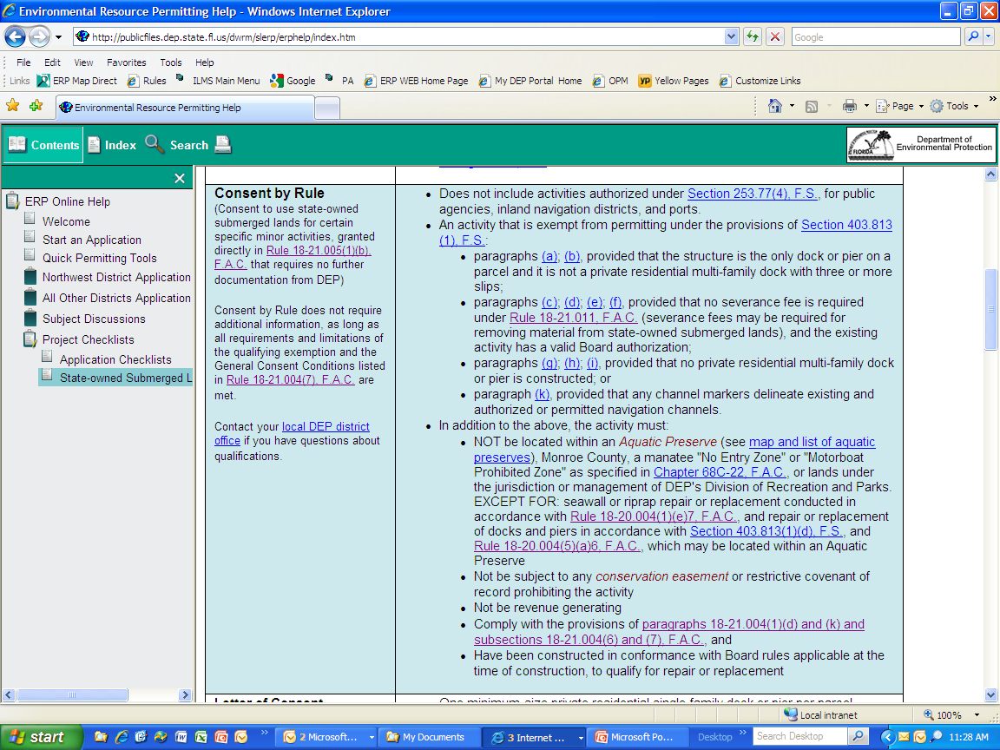 Environmental Resource Permitting Help - Windows Internet Explorer
http://publicfiles.dep.state.fl.us/dwrm/slerp/erphelp/index.htm
Google
File Edit View Favorites Tools Help
Links ERP Map Direct Rules ILMS Main Menu Google PA ERP WEB Home Page My DEP Portal Home OPM Yellow Pages Customize Links
Environmental Resource Permitting Help
Page Tools
Contents Index Search
FLORIDA
Department of
Environmental Protection
ERP Online Help
Welcome
Start an Application
Quick Permitting Tools
Northwest District Application
All Other Districts Application
Subject Discussions
Project Checklists
Application Checklists
State-owned Submerged L
Consent by Rule
(Consent to use state-owned
submerged lands for certain
specific minor activities, granted
directly in Rule 18-21.005(1)(b),
F.A.C. that requires no further
documentation from DEP)
Consent by Rule does not require
additional information, as long as
all requirements and limitations of
the qualifying exemption and the
General Consent Conditions listed
in Rule 18-21.004(7), F.A.C. are
met.
Contact your local DEP district
office if you have questions about
qualifications.
• Does not include activities authorized under Section 253.77(4), F.S., for public
agencies, inland navigation districts, and ports.
• An activity that is exempt from permitting under the provisions of Section 403.813
(1), F.S.:
• paragraphs (a); (b), provided that the structure is the only dock or pier on a
parcel and it is not a private residential multi-family dock with three or more
slips;
• paragraphs (c); (d); (e); (f), provided that no severance fee is required
under Rule 18-21.011, F.A.C. (severance fees may be required for
removing material from state-owned submerged lands), and the existing
activity has a valid Board authorization;
• paragraphs (g); (h); (i), provided that no private residential multi-family dock
or pier is constructed; or
• paragraph (k), provided that any channel markers delineate existing and
authorized or permitted navigation channels.
• In addition to the above, the activity must:
• NOT be located within an Aquatic Preserve (see map and list of aquatic
preserves), Monroe County, a manatee "No Entry Zone" or "Motorboat
Prohibited Zone" as specified in Chapter 68C-22, F.A.C., or lands under
the jurisdiction or management of DEP's Division of Recreation and Parks.
EXCEPT FOR: seawall or riprap repair or replacement conducted in
accordance with Rule 18-20.004(1)(e)7, F.A.C., and repair or replacement
of docks and piers in accordance with Section 403.813(1)(d), F.S., and
Rule 18-20.004(5)(a)6, F.A.C., which may be located within an Aquatic
Preserve
• Not be subject to any conservation easement or restrictive covenant of
record prohibiting the activity
• Not be revenue generating
• Comply with the provisions of paragraphs 18-21.004(1)(d) and (k) and
subsections 18-21.004(6) and (7), F.A.C., and
• Have been constructed in conformance with Board rules applicable at the
time of construction, to qualify for repair or replacement
Letter of Consent
One minimum-size private residential single-family dock or pier per parcel
Local intranet 100%
start 2 Microsoft... My Documents 3 Internet ... Microsoft Po... Desktop Search Desktop 11:28 AM